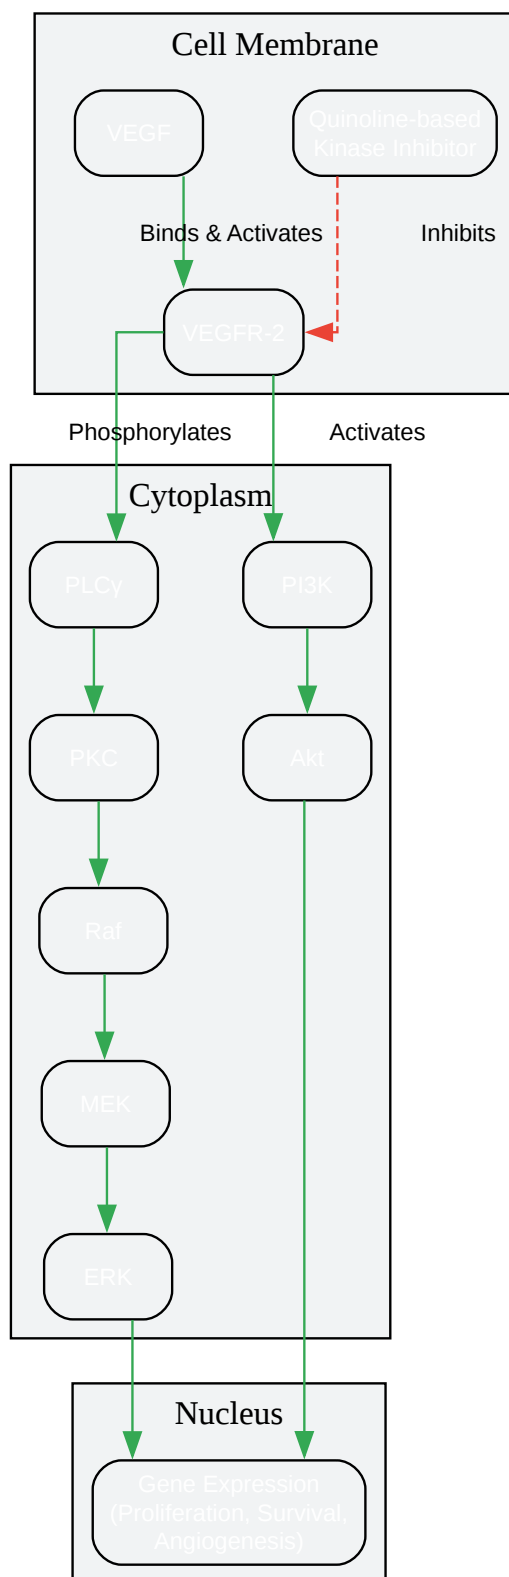 Cell Membrane
VEGF
Quinoline-based
Kinase Inhibitor
Binds & Activates
Inhibits
VEGFR-2
Phosphorylates
Activates
Cytoplasm
PLCγ
PI3K
PKC
Akt
Raf
MEK
ERK
Nucleus
Gene Expression
(Proliferation, Survival,
Angiogenesis)